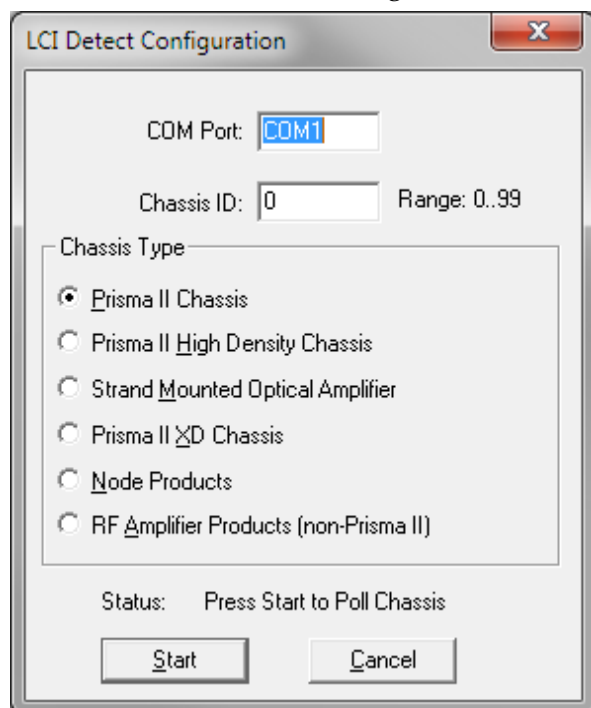 LCI Detect Configuration
COM Port: COM1
Chassis ID: 0 Range: 0..99
Chassis Type
Prisma II Chassis
Prisma II High Density Chassis
Strand Mounted Optical Amplifier
Prisma II XD Chassis
Node Products
RF Amplifier Products (non-Prisma II)
Status: Press Start to Poll Chassis
Start Cancel